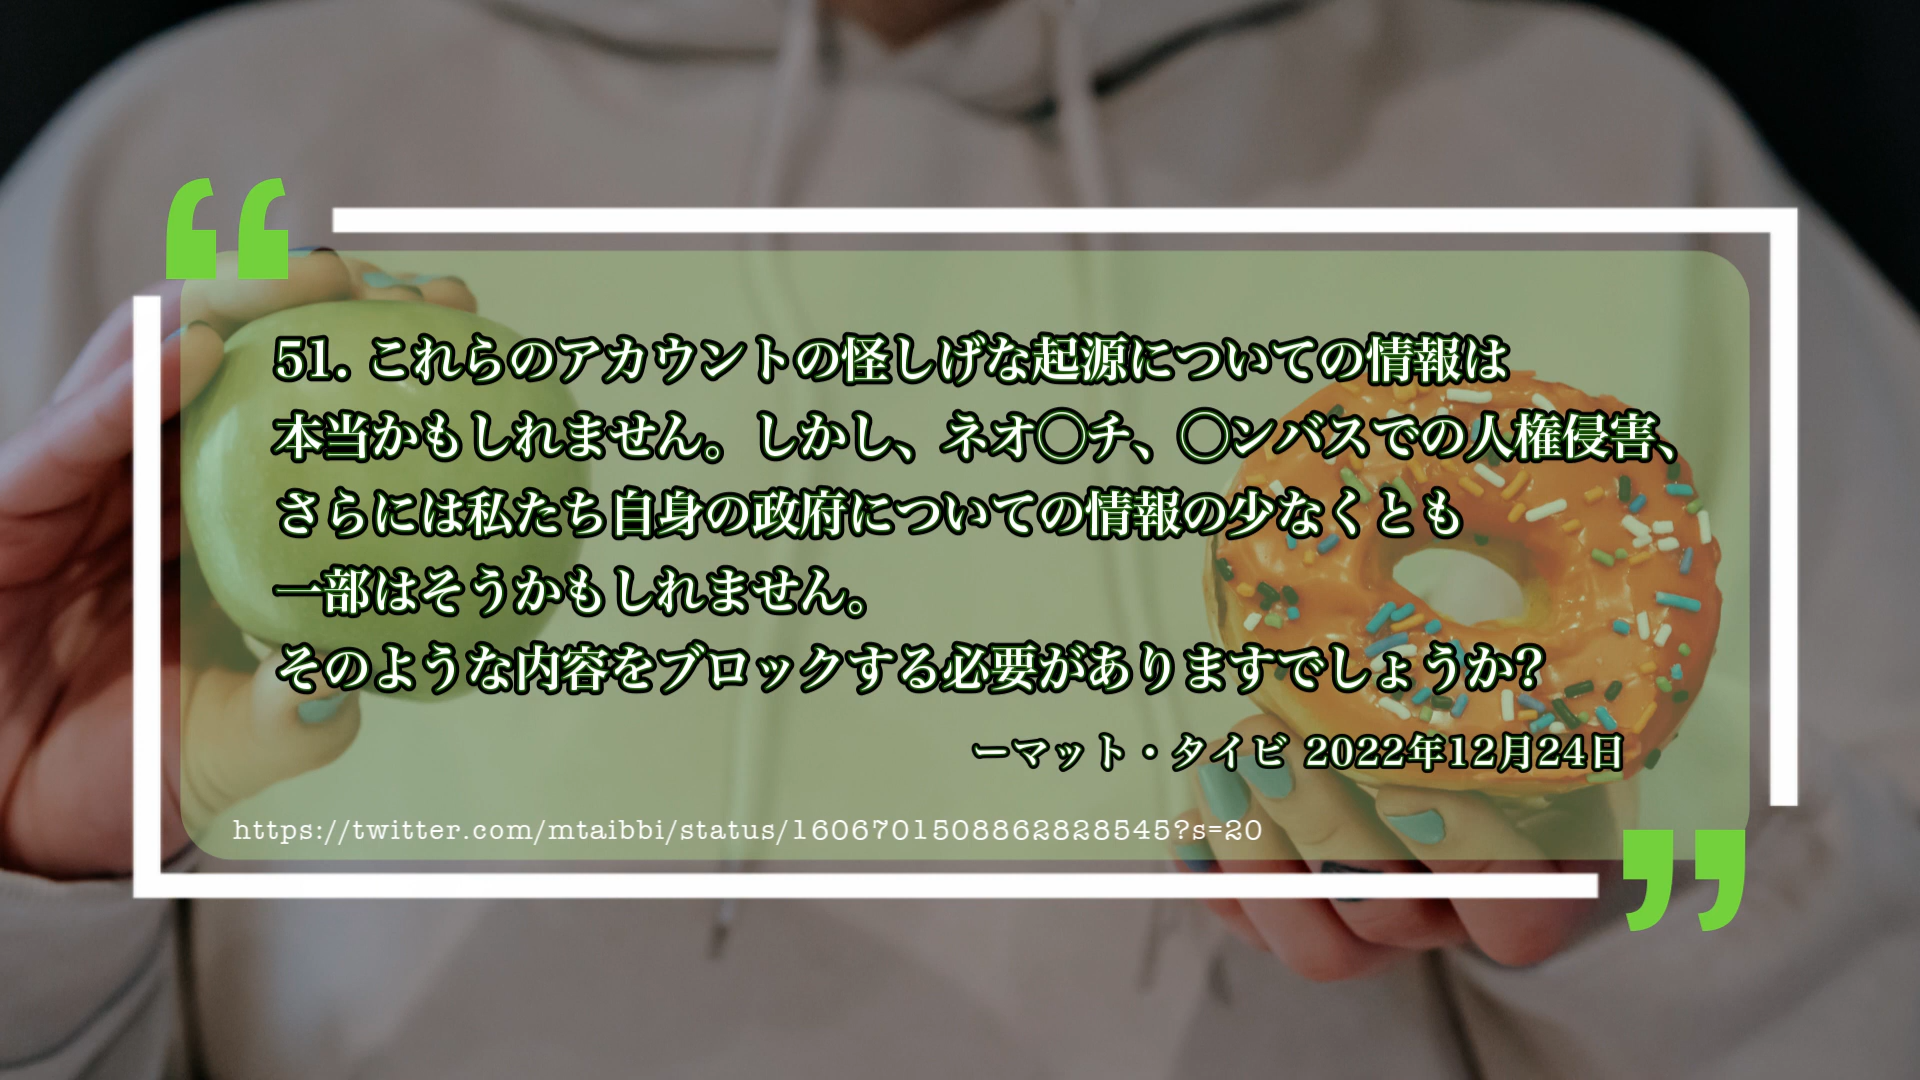 51. これらのアカウントの怪しげな起源についての情報は
本当かもしれません。しかし、ネオ◯チ、◯ンバスでの人権侵害、
さらには私たち自身の政府についての情報の少なくとも
一部はそうかもしれません。
そのような内容をブロックする必要がありますでしょうか?
ーマット・タイビ 2022年12月24日
https://twitter.com/mtaibbi/status/1606701508862828545?s=20